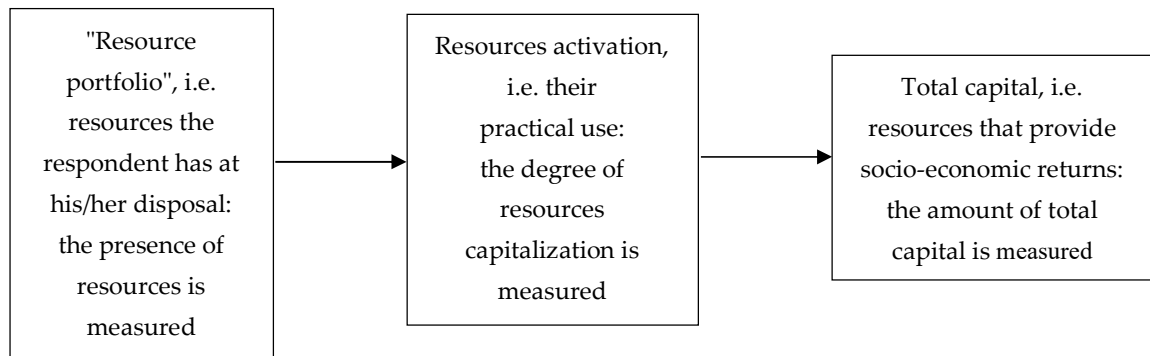 "Resource
portfolio", i.e.
resources the
respondent has at
his/her disposal:
the presence of
resources is
measured
Resources activation,
i.e. their
practical use:
the degree of
resources
capitalization is
measured
Total capital, i.e.
resources that provide
socio-economic returns:
the amount of total
capital is measured